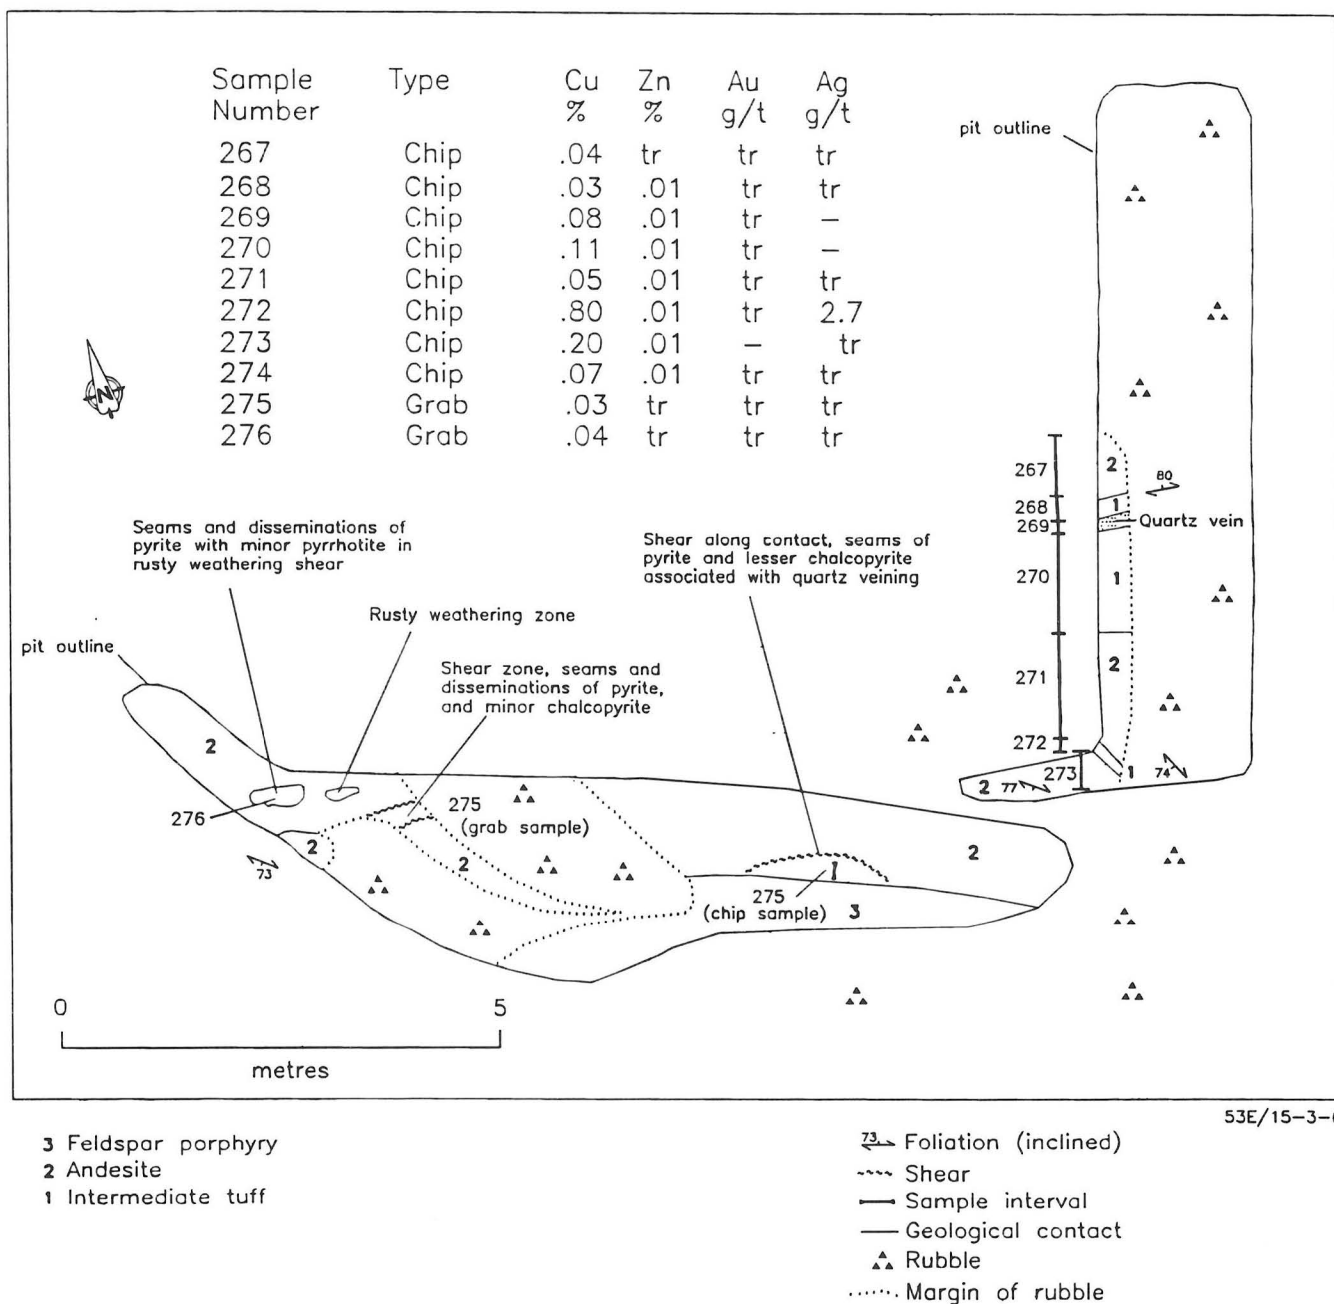 Sample Type Cu Zn Au Ag
Number % % g/t g/t
267 Chip .04 tr tr tr
268 Chip .03 .01 tr tr
269 Chip .08 .01 tr –
270 Chip .11 .01 tr –
271 Chip .05 .01 tr tr
272 Chip .80 .01 tr 2.7
273 Chip .20 .01 – tr
274 Chip .07 .01 tr tr
275 Grab .03 tr tr tr
276 Grab .04 tr tr tr
N
pit outline
267
2
80
268
1
269
Quartz vein
270
1
271
2
272
273
1
74
2
77
Seams and disseminations of
pyrite with minor pyrrhotite in
rusty weathering shear
Rusty weathering zone
Shear zone, seams and
disseminations of pyrite,
and minor chalcopyrite
Shear along contact, seams of
pyrite and lesser chalcopyrite
associated with quartz veining
pit outline
2
276
2
73
275
(grab sample)
2
2
1
275
(chip sample)
3
0 5
metres
53E/15-3-
3 Feldspar porphyry
2 Andesite
1 Intermediate tuff
73 Foliation (inclined)
Shear
Sample interval
Geological contact
Rubble
Margin of rubble